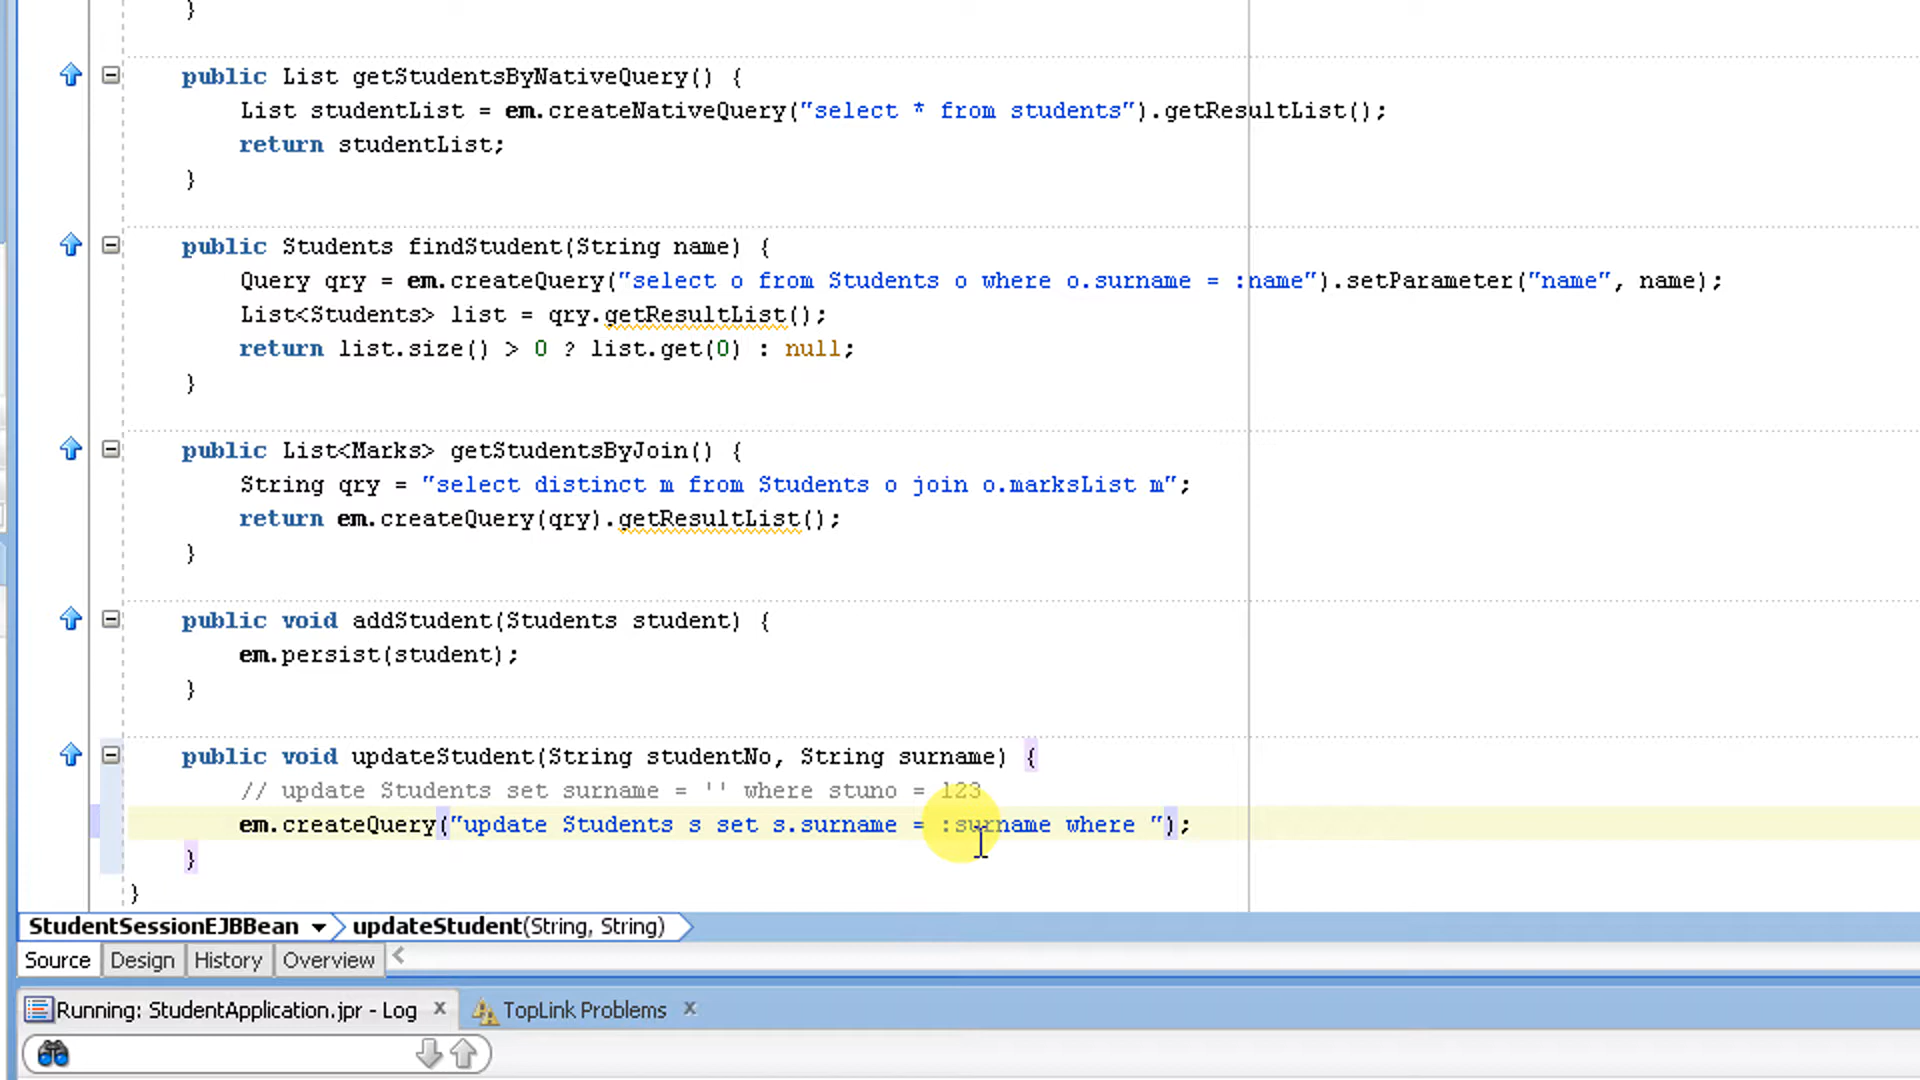 }
public List getStudentsByNativeQuery() {
List studentList = em.createNativeQuery("select * from students").getResultList();
return studentList;
}
public Students findStudent(String name) {
Query qry = em.createQuery("select o from Students o where o.surname = :name").setParameter("name", name);
List<Students> list = qry.getResultList();
return list.size() > 0 ? list.get(0) : null;
}
public List<Marks> getStudentsByJoin() {
String qry = "select distinct m from Students o join o.marksList m";
return em.createQuery(qry).getResultList();
}
public void addStudent(Students student) {
em.persist(student);
}
public void updateStudent(String studentNo, String surname) {
// update Students set surname = '' where stuno = 123
em.createQuery("update Students s set s.surname = :surname where ");
}
}
StudentSessionEJBBean updateStudent(String, String)
Source Design History Overview
Running: StudentApplication.jpr - Log x TopLink Problems x